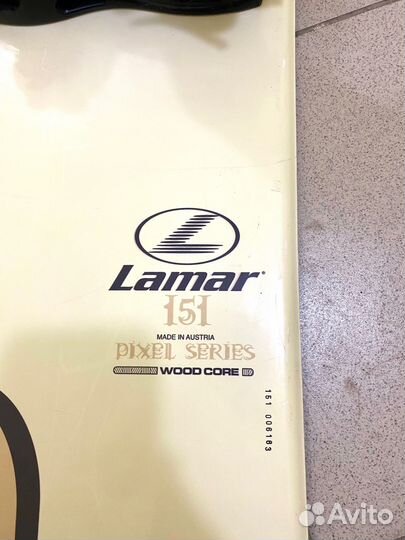 Lamar
151
MADE IN AUSTRIA
PIXEL SERIES
WOOD CORE
151 006183
Avito